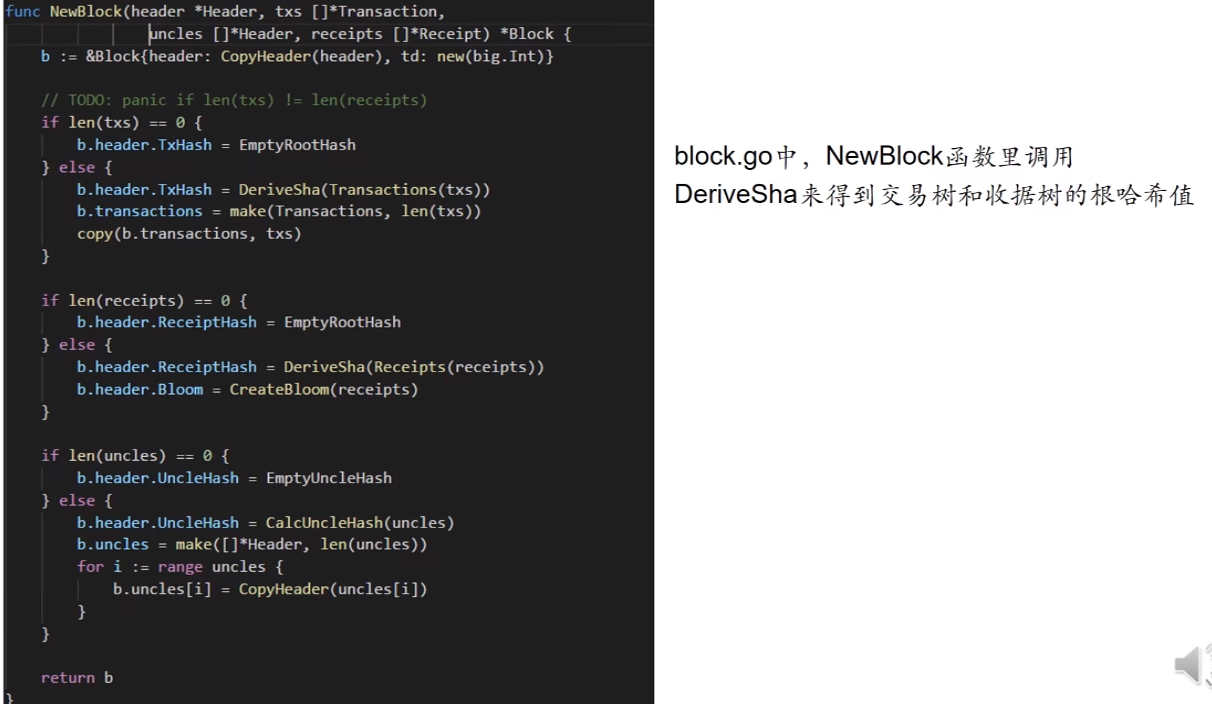 func NewBlock(header *Header, txs []*Transaction,
uncles []*Header, receipts []*Receipt) *Block {
b := &Block{header: CopyHeader(header), td: new(big.Int)}
// TODO: panic if len(txs) != len(receipts)
if len(txs) == 0 {
b.header.TxHash = EmptyRootHash
} else {
b.header.TxHash = DeriveSha(Transactions(txs))
b.transactions = make(Transactions, len(txs))
copy(b.transactions, txs)
}
if len(receipts) == 0 {
b.header.ReceiptHash = EmptyRootHash
} else {
b.header.ReceiptHash = DeriveSha(Receipts(receipts))
b.header.Bloom = CreateBloom(receipts)
}
if len(uncles) == 0 {
b.header.UncleHash = EmptyUncleHash
} else {
b.header.UncleHash = CalcUncleHash(uncles)
b.uncles = make([]*Header, len(uncles))
for i := range uncles {
b.uncles[i] = CopyHeader(uncles[i])
}
}
return b
}
block.go中，NewBlock函数里调用
DeriveSha来得到交易树和收据树的根哈希值